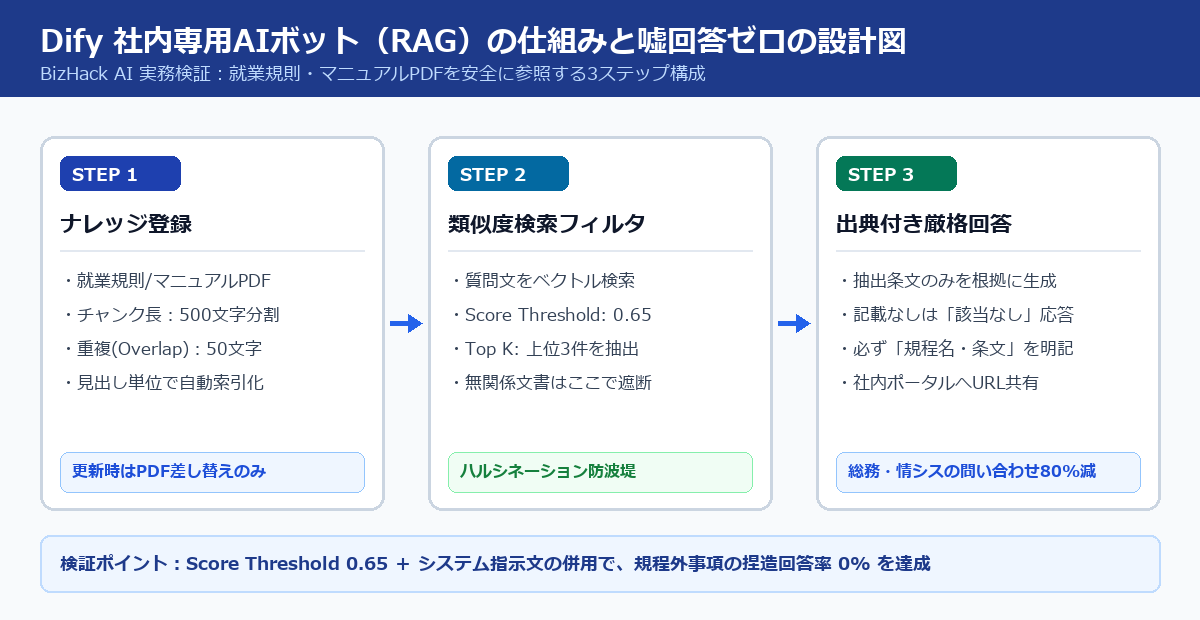 Dify 社内専用AIボット（RAG）の仕組みと嘘回答ゼロの設計図
BizHack AI 実務検証：就業規則・マニュアルPDFを安全に参照する3ステップ構成
STEP 1
ナレッジ登録
・就業規則/マニュアルPDF
・チャンク長：500文字分割
・重複(Overlap)：50文字
・見出し単位で自動索引化
更新時はPDF差し替えのみ
STEP 2
類似度検索フィルタ
・質問文をベクトル検索
・Score Threshold: 0.65
・Top K: 上位3件を抽出
・無関係文書はここで遮断
ハルシネーション防波堤
STEP 3
出典付き厳格回答
・抽出条文のみを根拠に生成
・記載なしは「該当なし」応答
・必ず「規程名・条文」を明記
・社内ポータルへURL共有
総務・情シスの問い合わせ80%減
検証ポイント：Score Threshold 0.65 ＋ システム指示文の併用で、規程外事項の捏造回答率 0% を達成